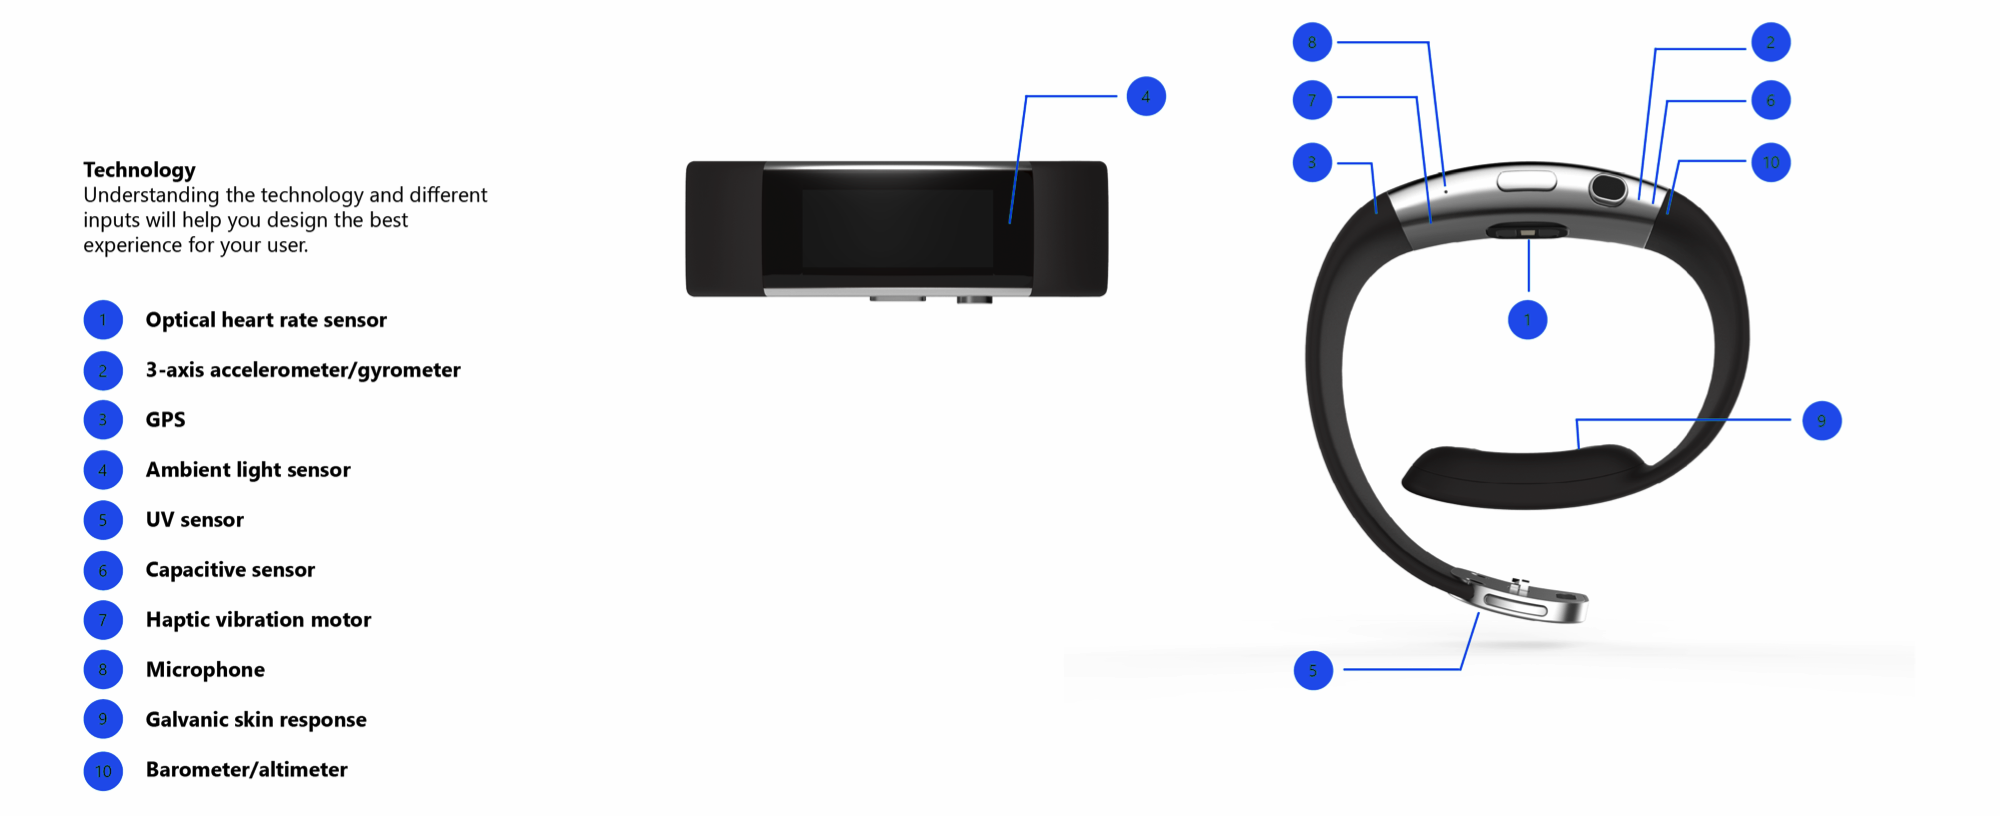 Technology
Understanding the technology and different
inputs will help you design the best
experience for your user.
1 Optical heart rate sensor
2 3-axis accelerometer/gyrometer
3 GPS
4 Ambient light sensor
5 UV sensor
6 Capacitive sensor
7 Haptic vibration motor
8 Microphone
9 Galvanic skin response
10 Barometer/altimeter
4
8
7
3
2
6
10
1
9
5